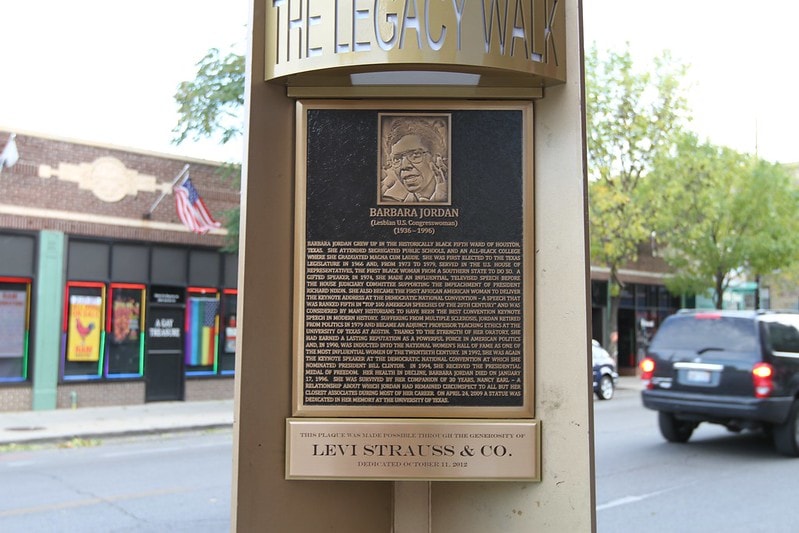 THE LEGACY WALK
BARBARA JORDAN
(Lesbian U.S. Congresswoman)
(1936–1996)
BARBARA JORDAN GREW UP IN THE HISTORICALLY BLACK FIFTH WARD OF HOUSTON,
TEXAS. SHE ATTENDED SEGREGATED PUBLIC SCHOOLS, AND AN ALL-BLACK COLLEGE
WHERE SHE GRADUATED MAGNA CUM LAUDE. SHE WAS FIRST ELECTED TO THE TEXAS
LEGISLATURE IN 1966 AND, FROM 1973 TO 1979, SERVED IN THE U.S. HOUSE OF
REPRESENTATIVES, THE FIRST BLACK WOMAN FROM A SOUTHERN STATE TO DO SO. A
GIFTED SPEAKER, IN 1974, SHE MADE AN INFLUENTIAL, TELEVISED SPEECH BEFORE
THE HOUSE JUDICIARY COMMITTEE SUPPORTING THE IMPEACHMENT OF PRESIDENT
RICHARD NIXON. SHE ALSO BECAME THE FIRST AFRICAN AMERICAN WOMAN TO DELIVER
THE KEYNOTE ADDRESS AT THE DEMOCRATIC NATIONAL CONVENTION – A SPEECH THAT
WAS RANKED FIFTH IN "TOP 100 AMERICAN SPEECHES OF THE 20TH CENTURY" AND WAS
CONSIDERED BY MANY HISTORIANS TO HAVE BEEN THE BEST CONVENTION KEYNOTE
SPEECH IN MODERN HISTORY. SUFFERING FROM MULTIPLE SCLEROSIS, JORDAN RETIRED
FROM POLITICS IN 1979 AND BECAME AN ADJUNCT PROFESSOR TEACHING ETHICS AT THE
UNIVERSITY OF TEXAS AT AUSTIN. THANKS TO THE STRENGTH OF HER ORATORY, SHE
HAD EARNED A LASTING REPUTATION AS A POWERFUL FORCE IN AMERICAN POLITICS
AND, IN 1990, WAS INDUCTED INTO THE NATIONAL WOMEN'S HALL OF FAME AS ONE OF
THE MOST INFLUENTIAL WOMEN OF THE TWENTIETH CENTURY. IN 1992, SHE WAS AGAIN
THE KEYNOTE SPEAKER AT THE DEMOCRATIC NATIONAL CONVENTION AT WHICH SHE
NOMINATED PRESIDENT BILL CLINTON. IN 1994, SHE RECEIVED THE PRESIDENTIAL
MEDAL OF FREEDOM. HER HEALTH IN DECLINE, BARBARA JORDAN DIED ON JANUARY
17, 1996. SHE WAS SURVIVED BY HER COMPANION OF 30 YEARS, NANCY EARL – A
RELATIONSHIP ABOUT WHICH JORDAN HAD REMAINED CIRCUMSPECT TO ALL BUT HER
CLOSEST ASSOCIATES DURING MOST OF HER CAREER. ON APRIL 24, 2009 A STATUE WAS
DEDICATED IN HER MEMORY AT THE UNIVERSITY OF TEXAS.
THIS PLAQUE WAS MADE POSSIBLE THROUGH THE GENEROSITY OF
LEVI STRAUSS & CO.
DEDICATED OCTOBER 11, 2012
A GAY
TREASURE